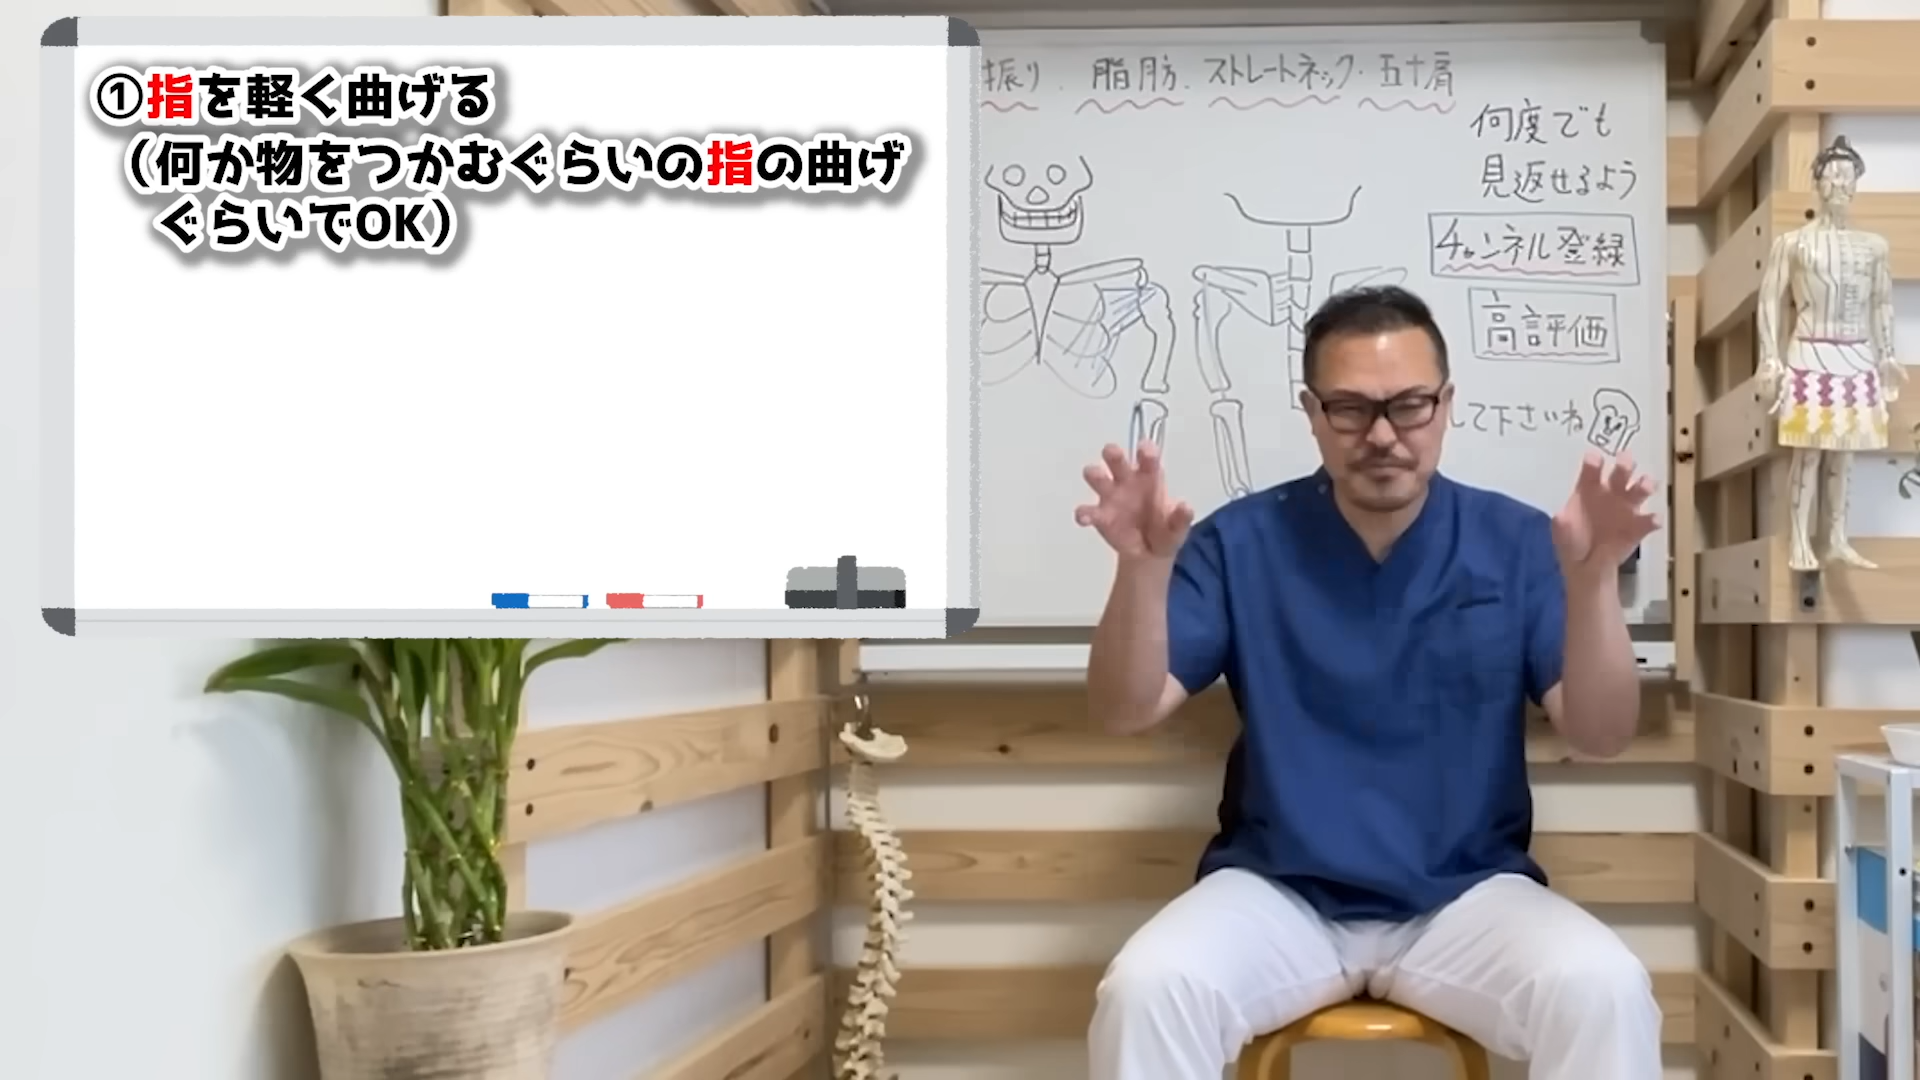 ①指を軽く曲げる
（何か物をつかむぐらいの指の曲げ
ぐらいでOK）
振り．脂肪．ストレートネック．五十肩
何度でも
見返せるよう
チャンネル登録
高評価
して下さいね